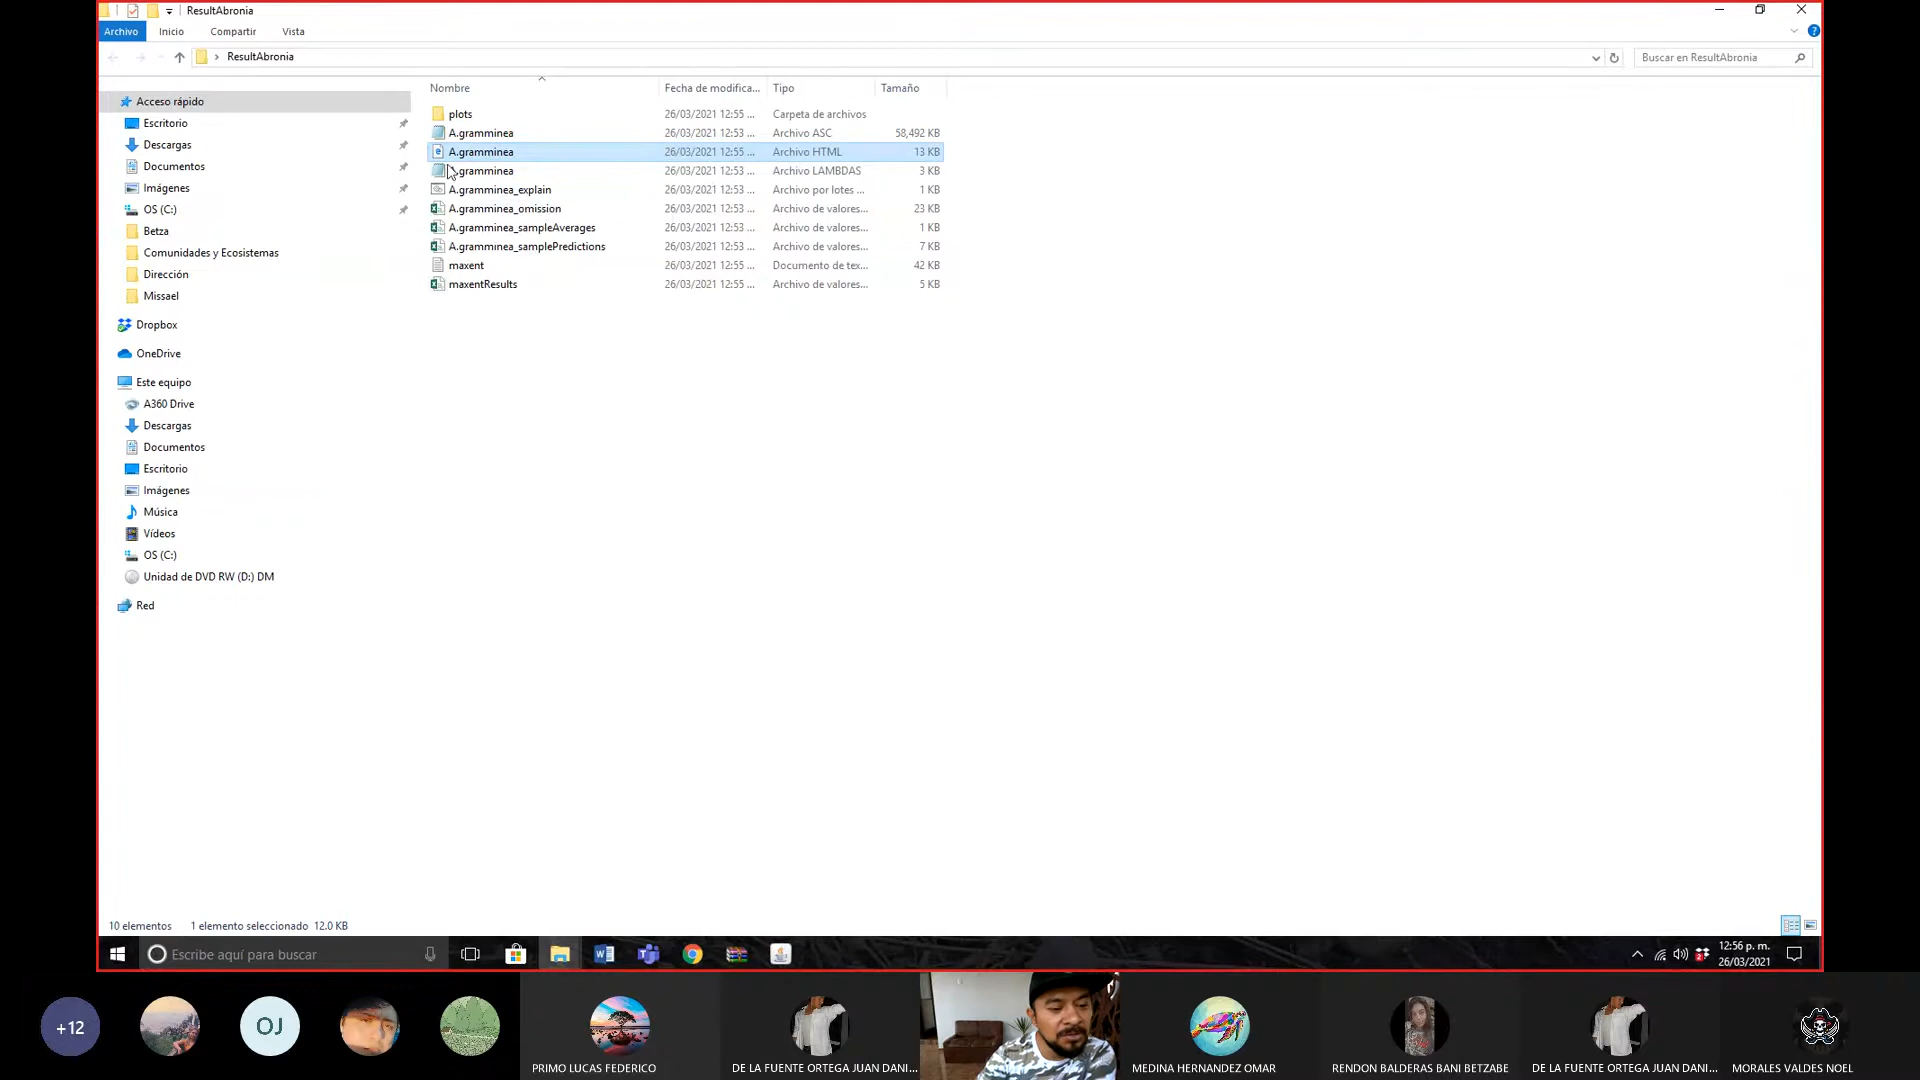 ResultAbronia
Archivo Inicio Compartir Vista
ResultAbronia
Buscar en ResultAbronia
Nombre Fecha de modifica... Tipo Tamaño
plots 26/03/2021 12:55 ... Carpeta de archivos
A.gramminea 26/03/2021 12:53 ... Archivo ASC 58,492 KB
A.gramminea 26/03/2021 12:55 ... Archivo HTML 13 KB
.gramminea 26/03/2021 12:53 ... Archivo LAMBDAS 3 KB
A.gramminea_explain 26/03/2021 12:53 ... Archivo por lotes ... 1 KB
A.gramminea_omission 26/03/2021 12:53 ... Archivo de valores... 23 KB
A.gramminea_sampleAverages 26/03/2021 12:53 ... Archivo de valores... 1 KB
A.gramminea_samplePredictions 26/03/2021 12:53 ... Archivo de valores... 7 KB
maxent 26/03/2021 12:55 ... Documento de tex... 42 KB
maxentResults 26/03/2021 12:55 ... Archivo de valores... 5 KB
Acceso rápido
Escritorio
Descargas
Documentos
Imágenes
OS (C:)
Betza
Comunidades y Ecosistemas
Dirección
Missael
Dropbox
OneDrive
Este equipo
A360 Drive
Descargas
Documentos
Escritorio
Imágenes
Música
Vídeos
OS (C:)
Unidad de DVD RW (D:) DM
Red
10 elementos 1 elemento seleccionado 12.0 KB
Escribe aquí para buscar
12:56 p. m.
26/03/2021
+12
OJ
PRIMO LUCAS FEDERICO
DE LA FUENTE ORTEGA JUAN DANI...
MEDINA HERNANDEZ OMAR
RENDON BALDERAS BANI BETZABE
DE LA FUENTE ORTEGA JUAN DANI...
MORALES VALDES NOEL